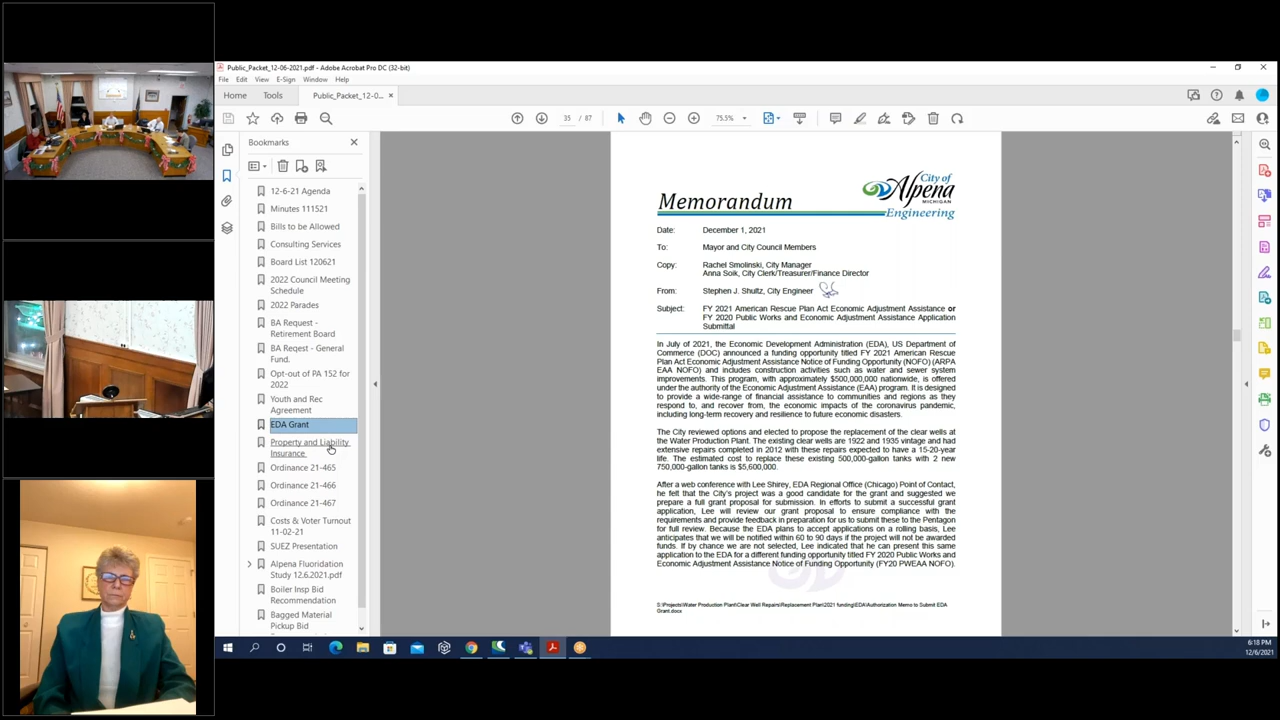 Public_Packet_12-06-2021.pdf - Adobe Acrobat Pro DC (32-bit)
File Edit View E-Sign Window Help
Home Tools Public_Packet_12-0... ×
35 / 87 75.5%
Bookmarks
12-6-21 Agenda
Minutes 111521
Bills to be Allowed
Consulting Services
Board List 120621
2022 Council Meeting
Schedule
2022 Parades
BA Request -
Retirement Board
BA Reqest - General
Fund.
Opt-out of PA 152 for
2022
Youth and Rec
Agreement
EDA Grant
Property and Liability
Insurance
Ordinance 21-465
Ordinance 21-466
Ordinance 21-467
Costs & Voter Turnout
11-02-21
SUEZ Presentation
Alpena Fluoridation
Study 12.6.2021.pdf
Boiler Insp Bid
Recommendation
Bagged Material
Pickup Bid
Memorandum
City of
Alpena
MICHIGAN
Engineering
Date: December 1, 2021
To: Mayor and City Council Members
Copy: Rachel Smolinski, City Manager
Anna Soik, City Clerk/Treasurer/Finance Director
From: Stephen J. Shultz, City Engineer
Subject: FY 2021 American Rescue Plan Act Economic Adjustment Assistance or
FY 2020 Public Works and Economic Adjustment Assistance Application
Submittal
In July of 2021, the Economic Development Administration (EDA), US Department of
Commerce (DOC) announced a funding opportunity titled FY 2021 American Rescue
Plan Act Economic Adjustment Assistance Notice of Funding Opportunity (NOFO) (ARPA
EAA NOFO) and includes construction activities such as water and sewer system
improvements. This program, with approximately $500,000,000 nationwide, is offered
under the authority of the Economic Adjustment Assistance (EAA) program. It is designed
to provide a wide-range of financial assistance to communities and regions as they
respond to, and recover from, the economic impacts of the coronavirus pandemic,
including long-term recovery and resilience to future economic disasters.
The City reviewed options and elected to propose the replacement of the clear wells at
the Water Production Plant. The existing clear wells are 1922 and 1935 vintage and had
extensive repairs completed in 2012 with these repairs expected to have a 15-20-year
life. The estimated cost to replace these existing 500,000-gallon tanks with 2 new
750,000-gallon tanks is $5,600,000.
After a web conference with Lee Shirey, EDA Regional Office (Chicago) Point of Contact,
he felt that the City's project was a good candidate for the grant and suggested we
prepare a full grant proposal for submission. In efforts to submit a successful grant
application, Lee will review our grant proposal to ensure compliance with the
requirements and provide feedback in preparation for us to submit these to the Pentagon
for full review. Because the EDA plans to accept applications on a rolling basis, Lee
anticipates that we will be notified within 60 to 90 days if the project will not be awarded
funds. If by chance we are not selected, Lee indicated that he can present this same
application to the EDA for a different funding opportunity titled FY 2020 Public Works and
Economic Adjustment Assistance Notice of Funding Opportunity (FY20 PWEAA NOFO).
S:\Projects\Water Production Plant\Clear Well Repairs\Replacement Plan\2021 funding\EDA\Authorization Memo to Submit EDA
Grant.docx
6:18 PM
12/6/2021